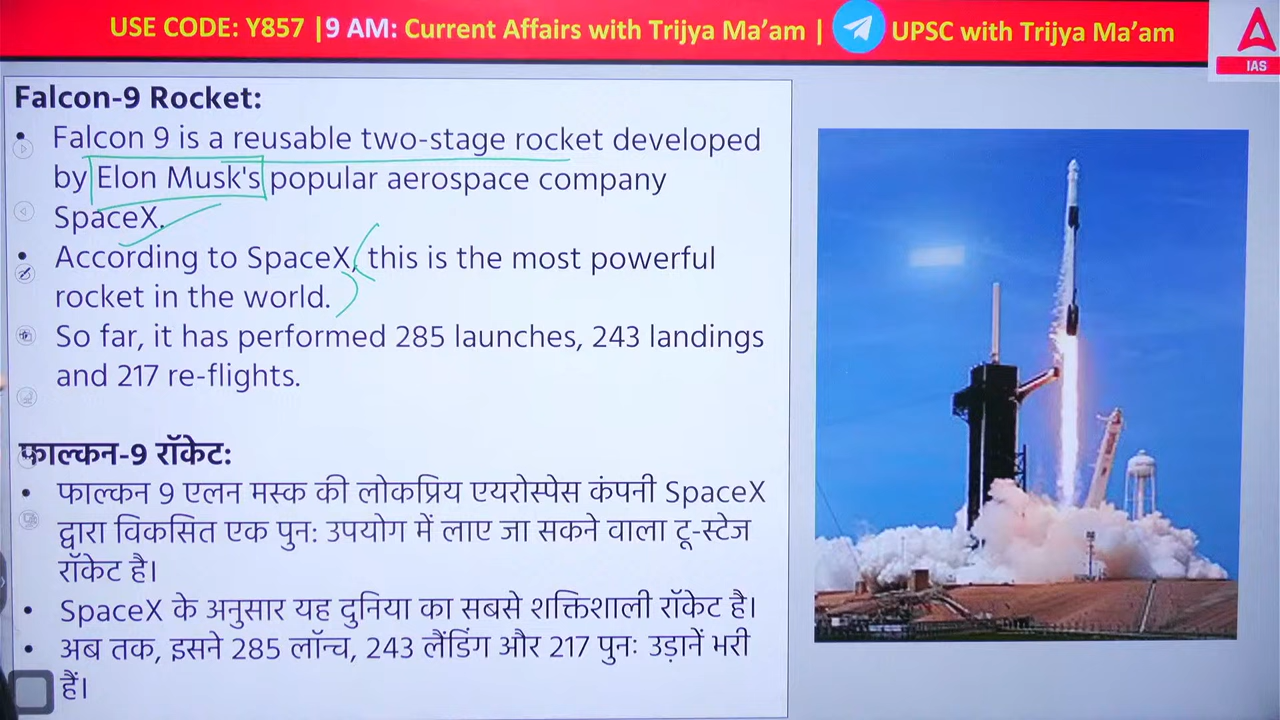 USE CODE: Y857 |9 AM: Current Affairs with Trijya Ma’am | UPSC with Trijya Ma’am
IAS
Falcon-9 Rocket:
• Falcon 9 is a reusable two-stage rocket developed
by Elon Musk's popular aerospace company
SpaceX.
• According to SpaceX, this is the most powerful
rocket in the world.
• So far, it has performed 285 launches, 243 landings
and 217 re-flights.
फाल्कन-9 रॉकेट:
• फाल्कन 9 एलन मस्क की लोकप्रिय एयरोस्पेस कंपनी SpaceX
द्वारा विकसित एक पुन: उपयोग में लाए जा सकने वाला टू-स्टेज
रॉकेट है।
• SpaceX के अनुसार यह दुनिया का सबसे शक्तिशाली रॉकेट है।
• अब तक, इसने 285 लॉन्च, 243 लैंडिंग और 217 पुनः उड़ानें भरी
हैं।